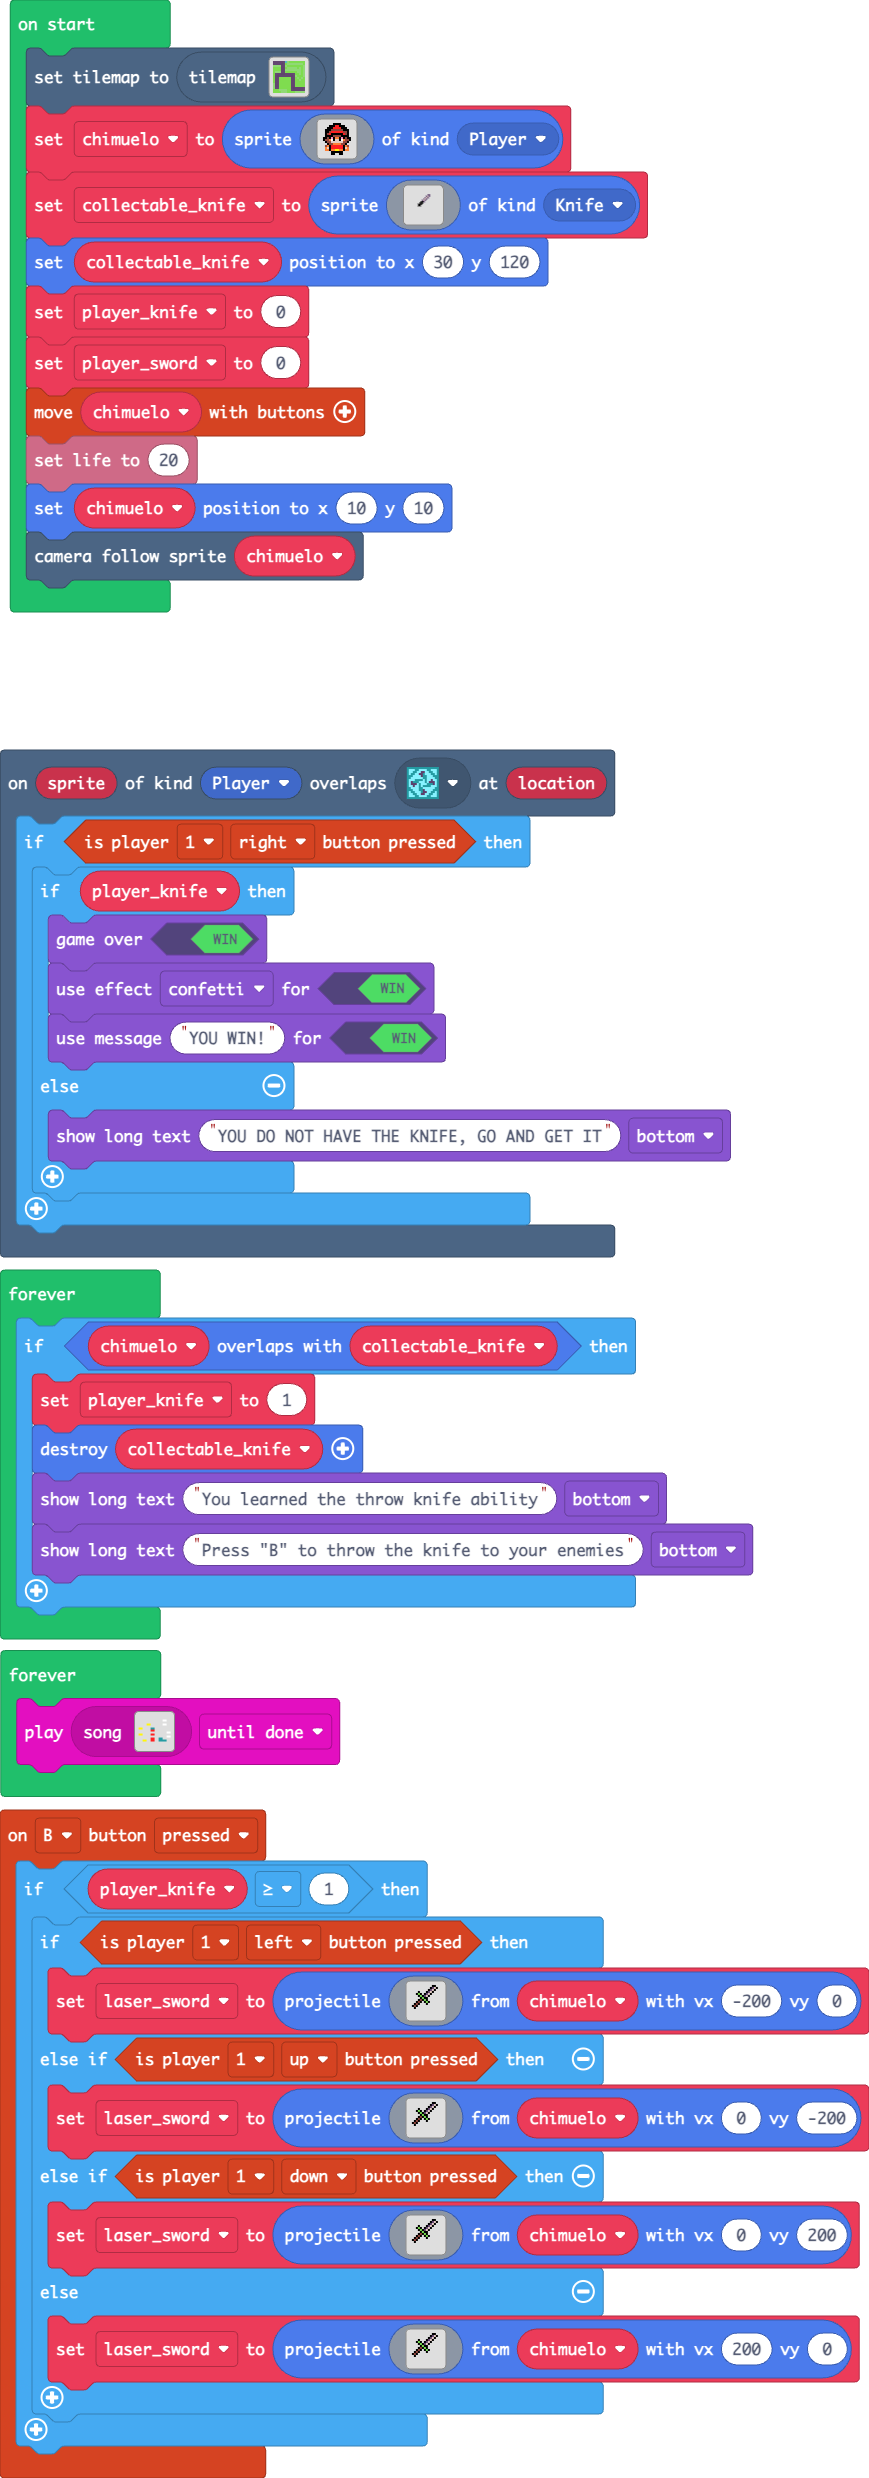 on start
set tilemap to tilemap
set chimuelo to sprite of kind Player
set collectable_knife to sprite of kind Knife
set collectable_knife position to x 30 y 120
set player_knife to 0
set player_sword to 0
move chimuelo with buttons
set life to 20
set chimuelo position to x 10 y 10
camera follow sprite chimuelo
on sprite of kind Player overlaps at location
if is player 1 right button pressed then
if player_knife then
game over WIN
use effect confetti for WIN
use message "YOU WIN!" for WIN
else
show long text "YOU DO NOT HAVE THE KNIFE, GO AND GET IT" bottom
forever
if chimuelo overlaps with collectable_knife then
set player_knife to 1
destroy collectable_knife
show long text "You learned the throw knife ability" bottom
show long text "Press "B" to throw the knife to your enemies" bottom
forever
play song until done
on B button pressed
if player_knife ≥ 1 then
if is player 1 left button pressed then
set laser_sword to projectile from chimuelo with vx -200 vy 0
else if is player 1 up button pressed then
set laser_sword to projectile from chimuelo with vx 0 vy -200
else if is player 1 down button pressed then
set laser_sword to projectile from chimuelo with vx 0 vy 200
else
set laser_sword to projectile from chimuelo with vx 200 vy 0